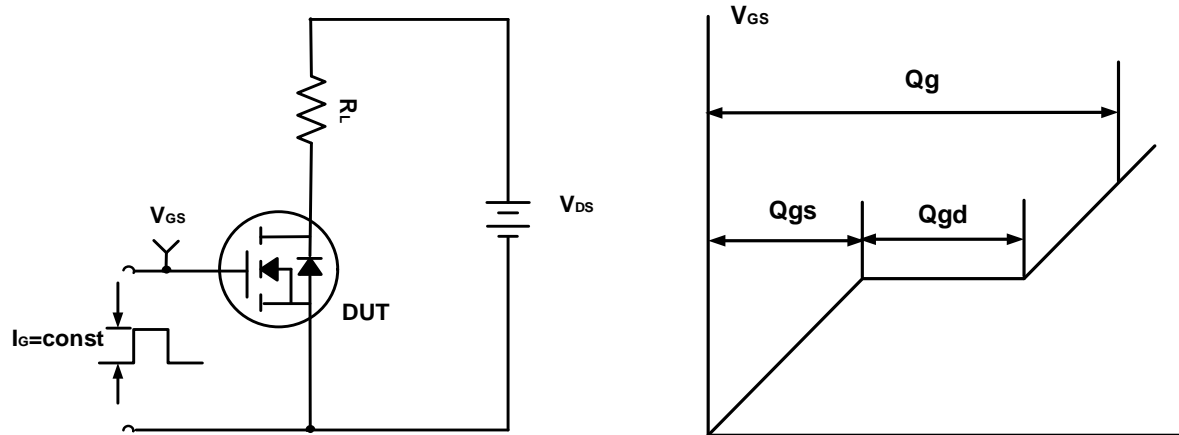 RL
VGS
VDS
DUT
IG=const
VGS
Qg
Qgs
Qgd